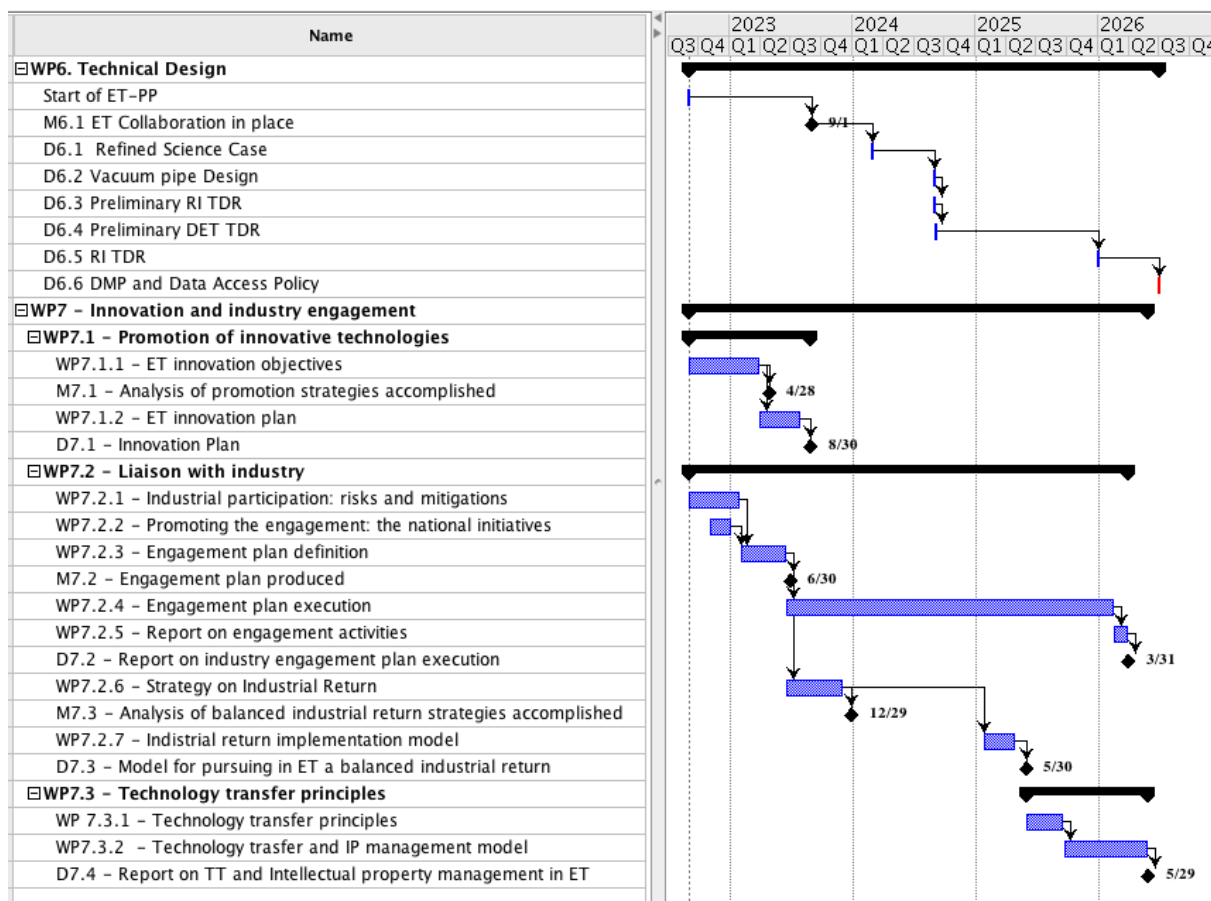 Name
2023 2024 2025 2026
Q3 Q4 Q1 Q2 Q3 Q4 Q1 Q2 Q3 Q4 Q1 Q2 Q3 Q4 Q1 Q2 Q3 Q4
WP6. Technical Design
Start of ET-PP
M6.1 ET Collaboration in place 9/1
D6.1 Refined Science Case
D6.2 Vacuum pipe Design
D6.3 Preliminary RI TDR
D6.4 Preliminary DET TDR
D6.5 RI TDR
D6.6 DMP and Data Access Policy
WP7 - Innovation and industry engagement
WP7.1 - Promotion of innovative technologies
WP7.1.1 - ET innovation objectives
M7.1 - Analysis of promotion strategies accomplished 4/28
WP7.1.2 - ET innovation plan
D7.1 - Innovation Plan 8/30
WP7.2 - Liaison with industry
WP7.2.1 - Industrial participation: risks and mitigations
WP7.2.2 - Promoting the engagement: the national initiatives
WP7.2.3 - Engagement plan definition
M7.2 - Engagement plan produced 6/30
WP7.2.4 - Engagement plan execution
WP7.2.5 - Report on engagement activities
D7.2 - Report on industry engagement plan execution 3/31
WP7.2.6 - Strategy on Industrial Return
M7.3 - Analysis of balanced industrial return strategies accomplished 12/29
WP7.2.7 - Indistrial return implementation model
D7.3 - Model for pursuing in ET a balanced industrial return 5/30
WP7.3 - Technology transfer principles
WP 7.3.1 - Technology transfer principles
WP7.3.2 - Technology trasfer and IP management model
D7.4 - Report on TT and Intellectual property management in ET 5/29